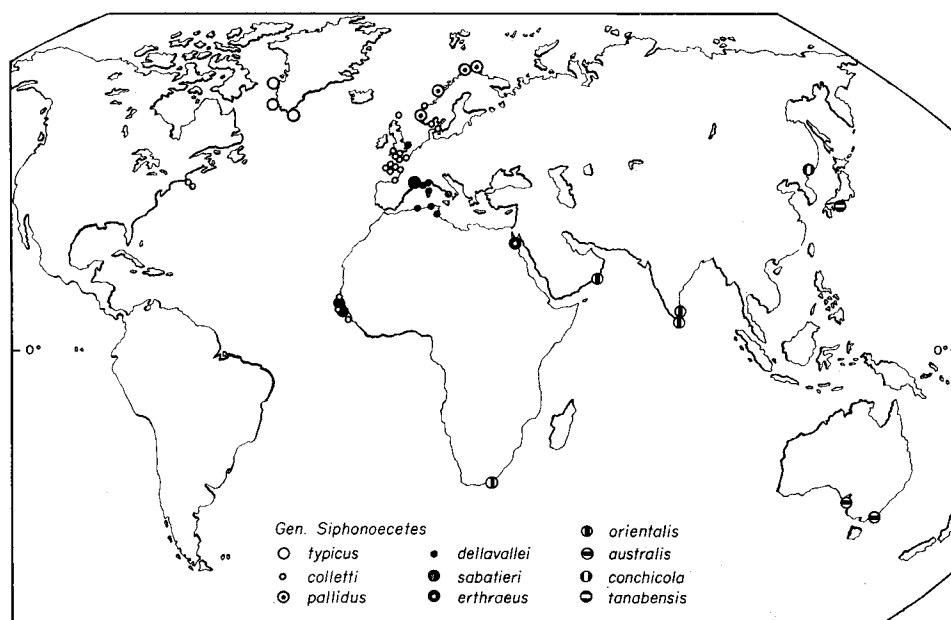 0°
0°
Gen. Siphonoecetes
typicus
colletti
pallidus
dellavallei
sabatieri
erthraeus
orientalis
australis
conchicola
tanabensis